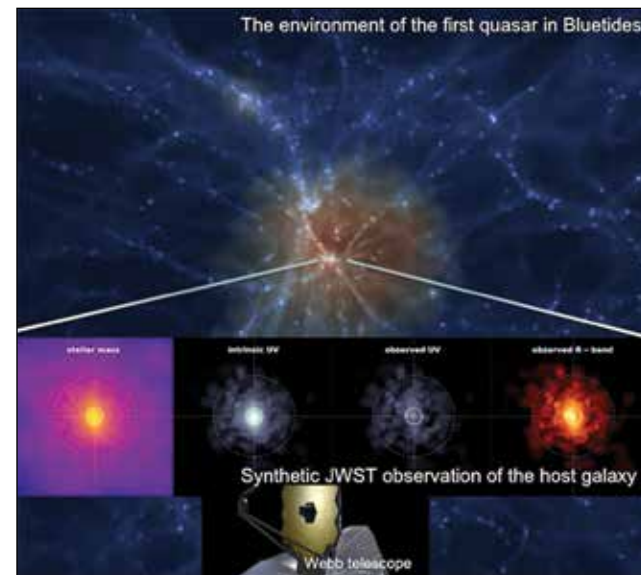 The environment of the first quasar in Bluetides
stellar mass
intrinsic UV
observed UV
observed R - band
Synthetic JWST observation of the host galaxy
Webb telescope